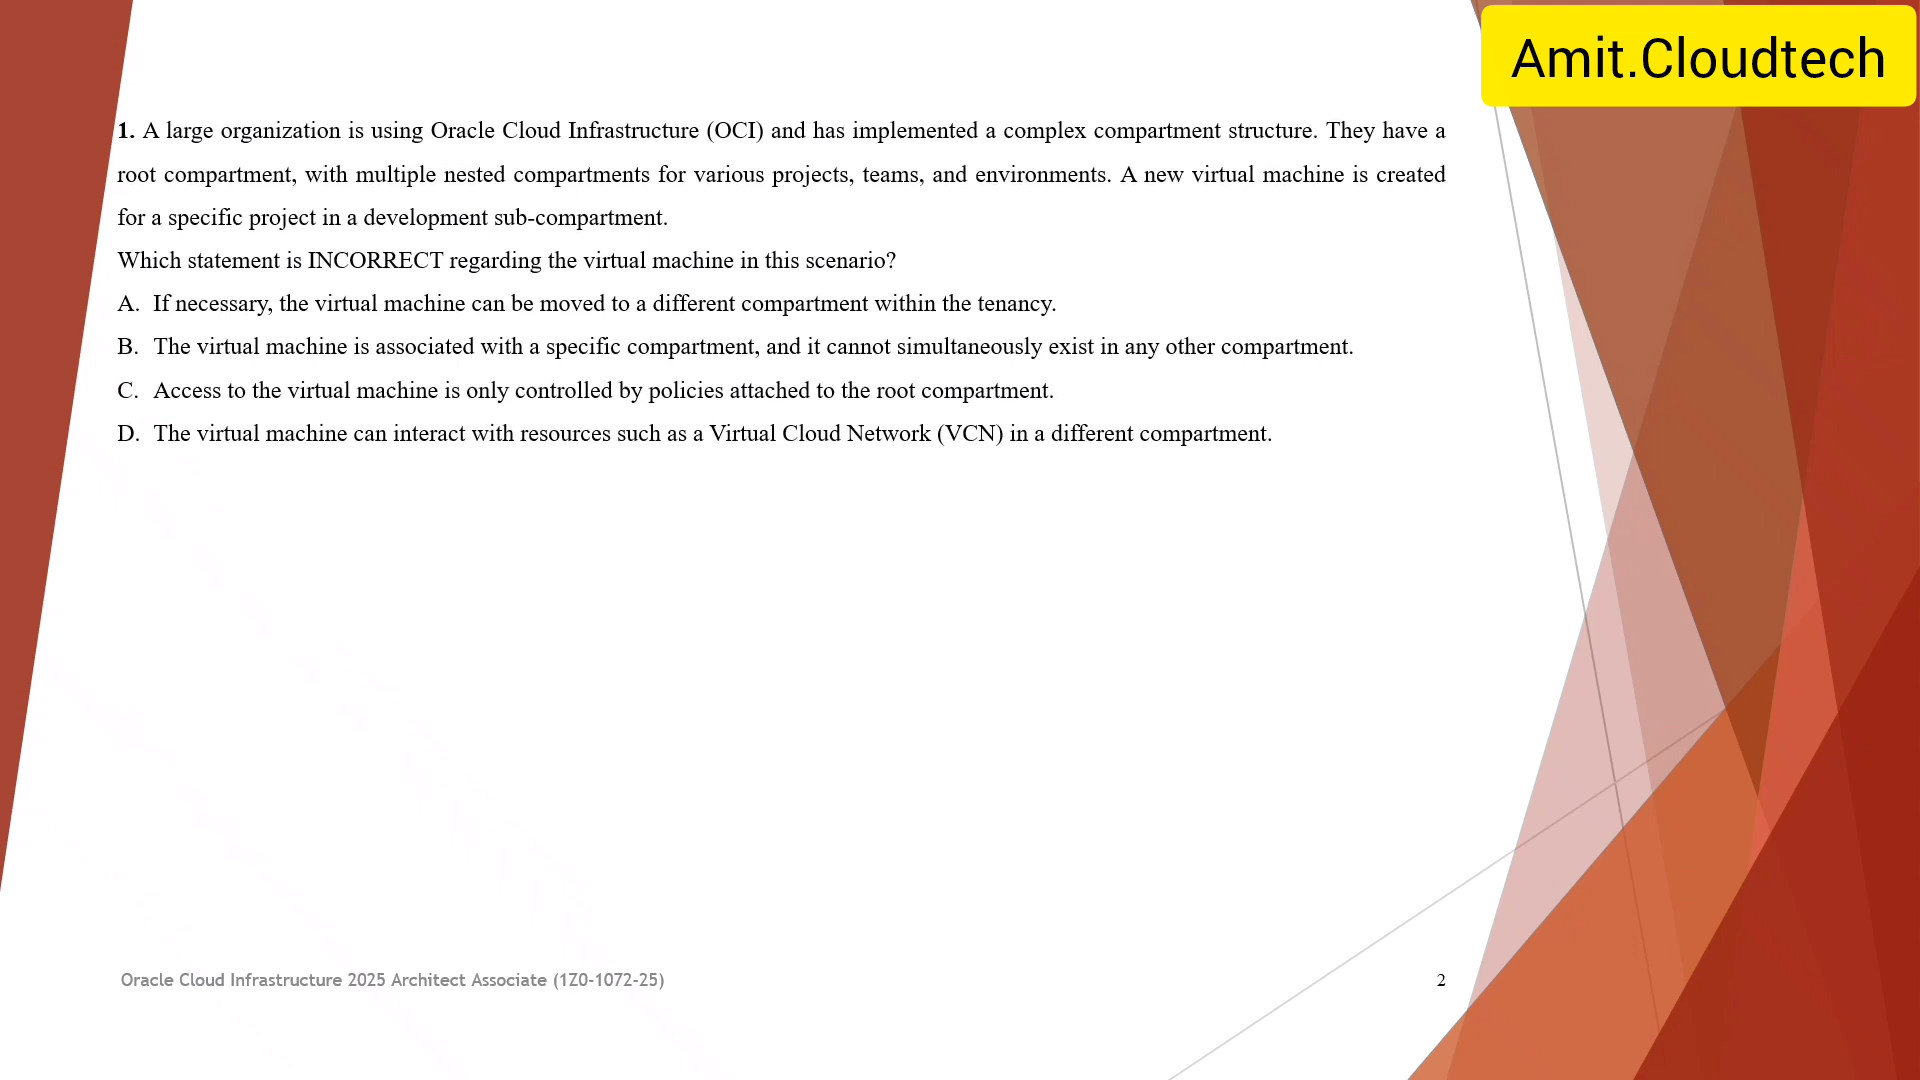 Amit.Cloudtech
1. A large organization is using Oracle Cloud Infrastructure (OCI) and has implemented a complex compartment structure. They have a
root compartment, with multiple nested compartments for various projects, teams, and environments. A new virtual machine is created
for a specific project in a development sub-compartment.
Which statement is INCORRECT regarding the virtual machine in this scenario?
A. If necessary, the virtual machine can be moved to a different compartment within the tenancy.
B. The virtual machine is associated with a specific compartment, and it cannot simultaneously exist in any other compartment.
C. Access to the virtual machine is only controlled by policies attached to the root compartment.
D. The virtual machine can interact with resources such as a Virtual Cloud Network (VCN) in a different compartment.
Oracle Cloud Infrastructure 2025 Architect Associate (1Z0-1072-25)
2